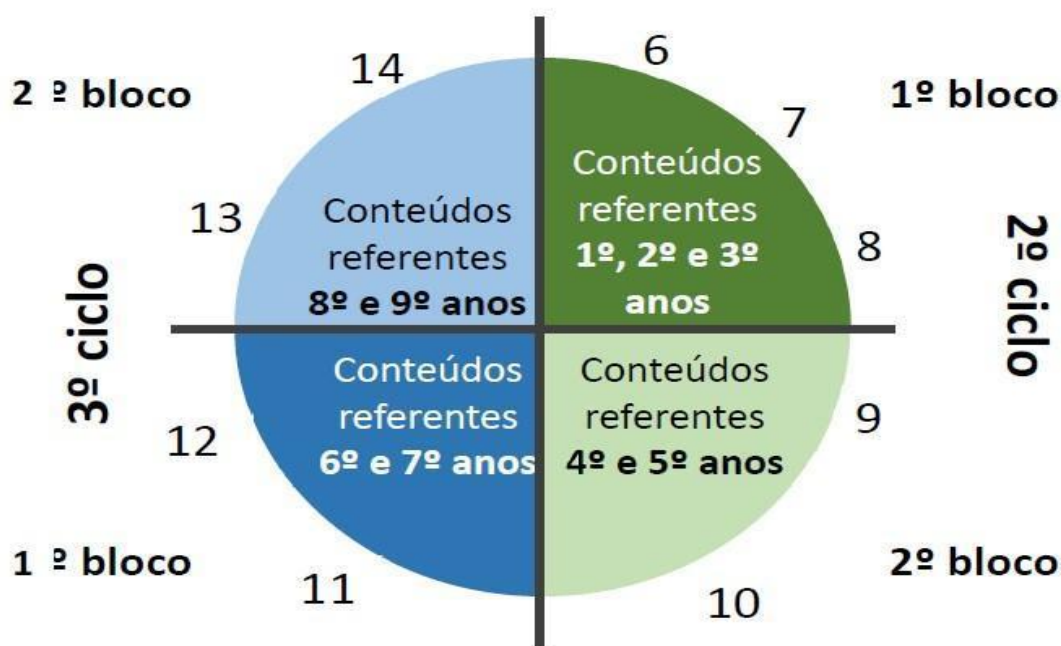 14
6
2 º bloco
1º bloco
7
Conteúdos
referentes
1º, 2º e 3º
anos
13
Conteúdos
referentes
8º e 9º anos
8
3º ciclo
2º ciclo
Conteúdos
referentes
6º e 7º anos
Conteúdos
referentes
4º e 5º anos
12
9
1 º bloco
2º bloco
11
10